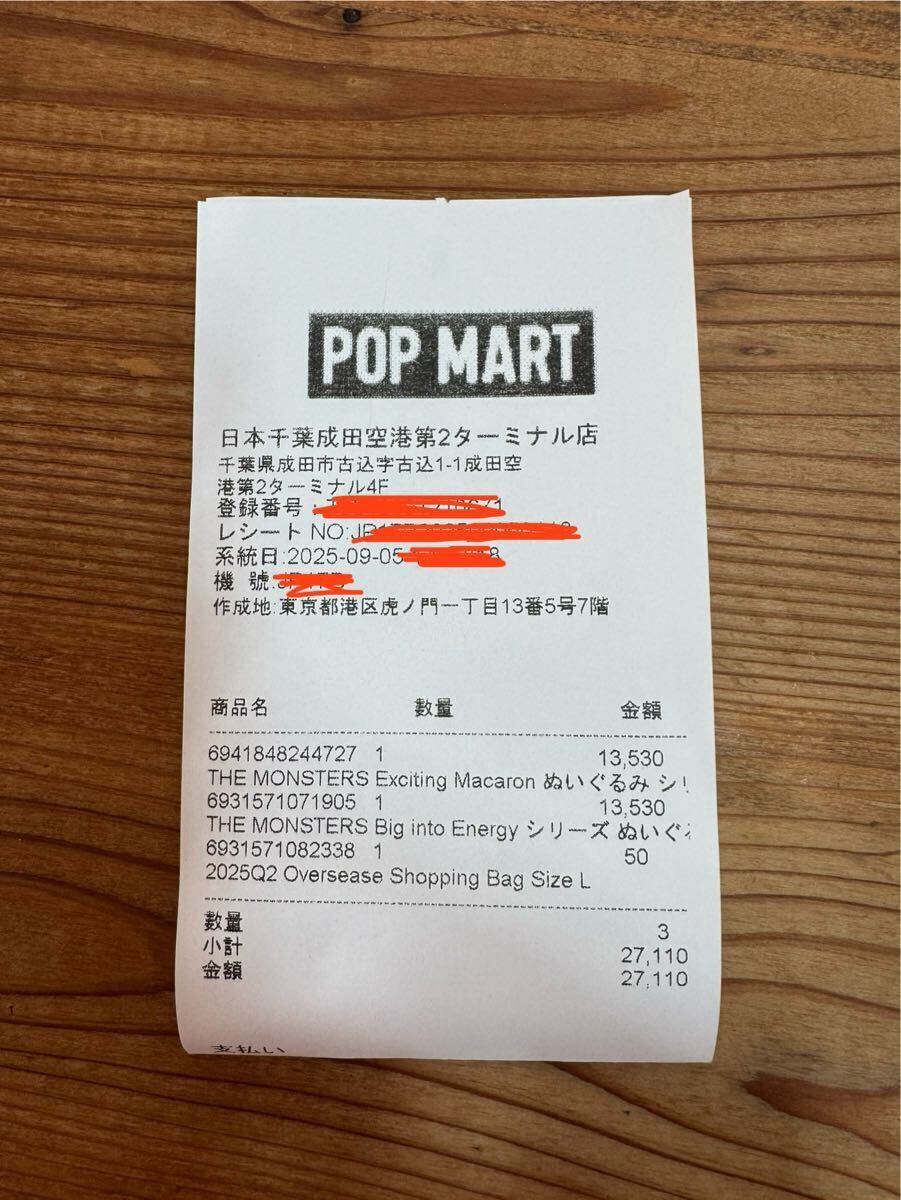 POP MART
日本千葉成田空港第2ターミナル店
千葉県成田市古込字古込1-1成田空
港第2ターミナル4F
登録番号:
レシート NO:
系統日:2025-09-05
機 號:
作成地:東京都港区虎ノ門一丁目13番5号7階
商品名 數量 金額
6941848244727 1 13,530
THE MONSTERS Exciting Macaron ぬいぐるみ シリ
6931571071905 1 13,530
THE MONSTERS Big into Energy シリーズ ぬいぐ
6931571082338 1 50
2025Q2 Oversease Shopping Bag Size L
數量 3
小計 27,110
金額 27,110
支払い